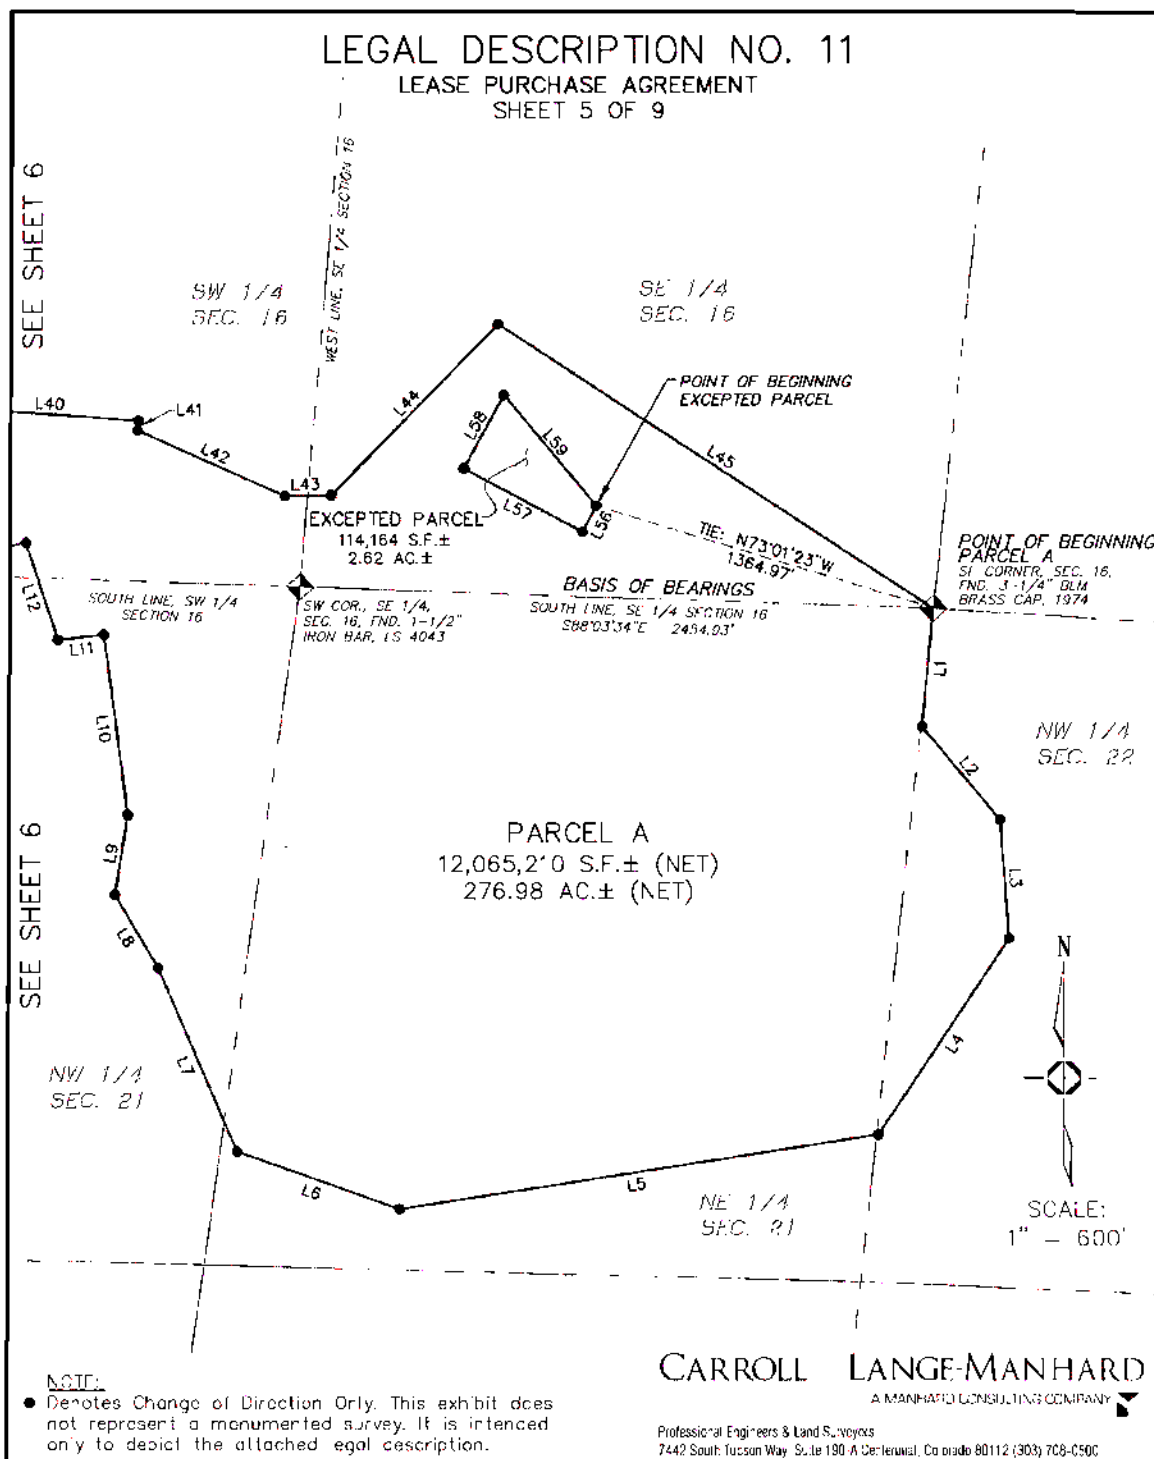 LEGAL DESCRIPTION NO. 11
LEASE PURCHASE AGREEMENT
SHEET 5 OF 9
SEE SHEET 6
WEST LINE, SE 1/4 SECTION 16
SW 1/4
SEC. 16
SE 1/4
SEC. 16
POINT OF BEGINNING
EXCEPTED PARCEL
L40
L41
L42
L43
L44
L45
L58
L59
L57
L56
EXCEPTED PARCEL
114,164 S.F.±
2.62 AC.±
TIE: N73°01'23"W
1364.97'
POINT OF BEGINNING
PARCEL A
SE CORNER, SEC. 16,
FND. 3-1/4" BLM
BRASS CAP, 1974
BASIS OF BEARINGS
SOUTH LINE, SE 1/4 SECTION 16
S88°03'34"E
SOUTH LINE, SW 1/4
SECTION 16
SW COR., SE 1/4,
SEC. 16, FND. 1-1/2"
IRON BAR, LS 4043
L12
L11
L10
L9
L8
L7
L6
L5
L4
L3
L2
L1
NW 1/4
SEC. 22
PARCEL A
12,065,210 S.F.± (NET)
276.98 AC.± (NET)
SEE SHEET 6
NW 1/4
SEC. 21
NE 1/4
SEC. 21
N
SCALE:
1" = 600'
NOTE:
● Denotes Change of Direction Only. This exhibit does
not represent a monumented survey. It is intended
only to depict the attached legal description.
CARROLL LANGE-MANHARD
A MANHARD CONSULTING COMPANY
Professional Engineers & Land Surveyors
7442 South Tucson Way, Suite 190-A Centennial, Colorado 80112 (303) 708-0500